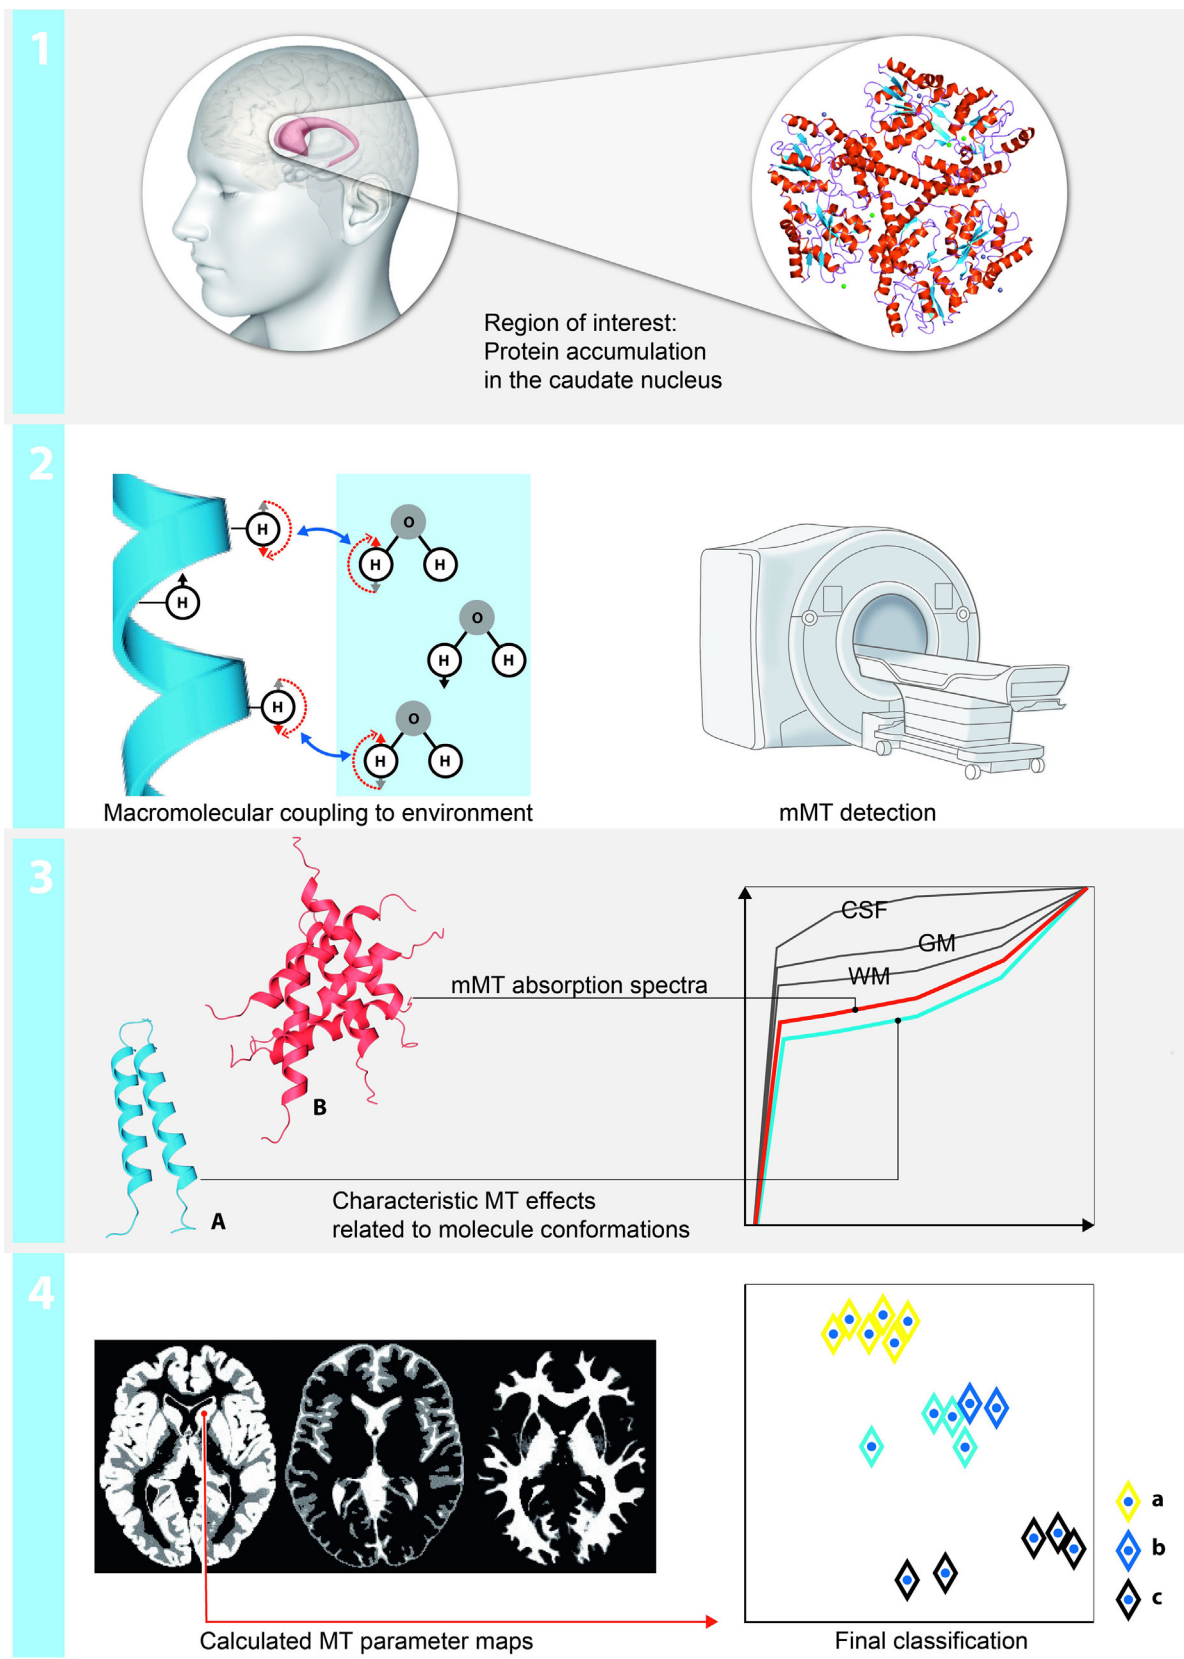 1
Region of interest:
Protein accumulation
in the caudate nucleus
2
H
O
H
H
H
O
H
H
H
O
H
H
Macromolecular coupling to environment
mMT detection
3
CSF
GM
WM
mMT absorption spectra
B
A
Characteristic MT effects
related to molecule conformations
4
a
b
c
Calculated MT parameter maps
Final classification